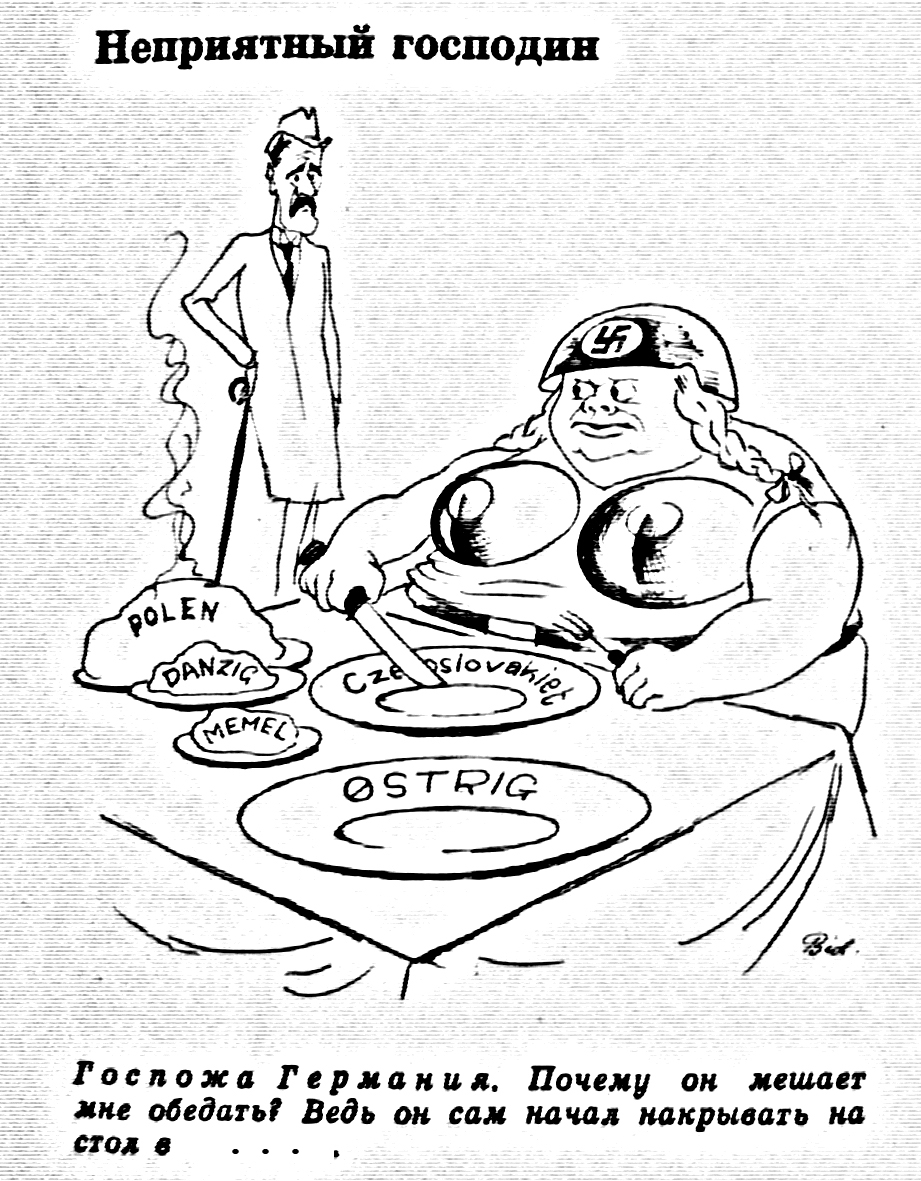 Неприятный господин
POLEN
DANZIG
MEMEL
ØSTRIG
Госпожа Германия. Почему он мешает
мне обедать? Ведь он сам начал накрывать на
стол в . . . .